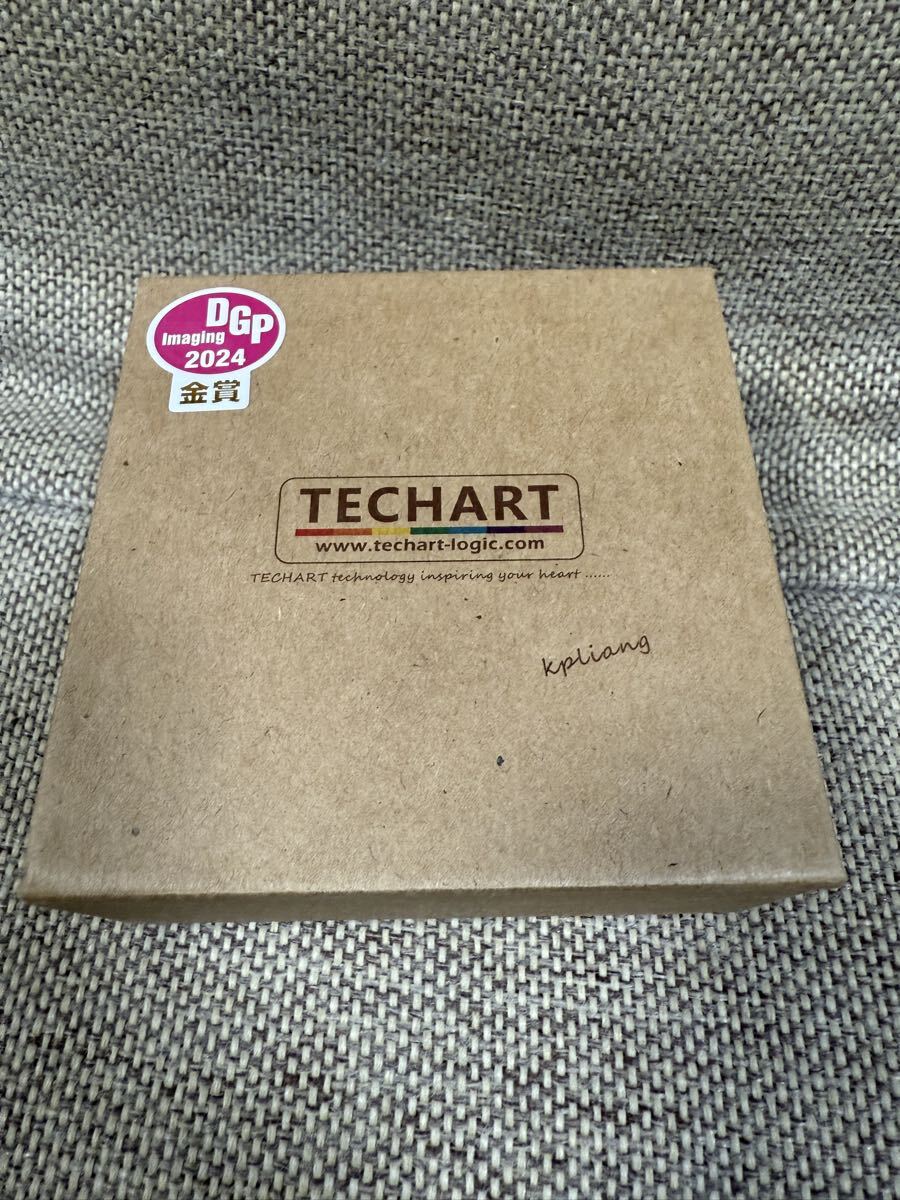 DGP
Imaging
2024
金賞
TECHART
www.techart-logic.com
TECHART technology inspiring your heart ......
kpliang